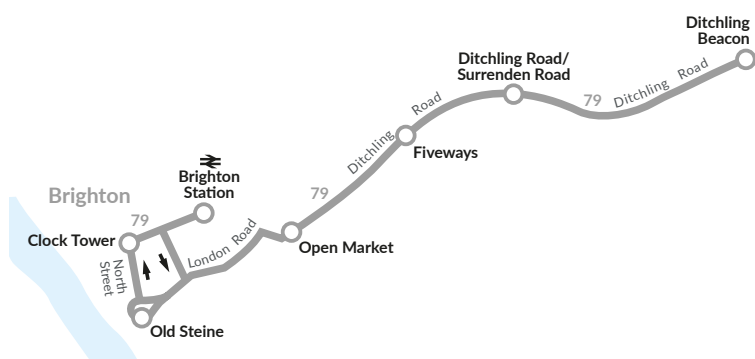 Ditchling
Beacon
Ditchling Road/
Surrenden Road
79
Ditchling Road
Ditchling Road
Fiveways
79
Brighton
Station
Brighton
79
Clock Tower
London Road
Open Market
North
Street
Old Steine